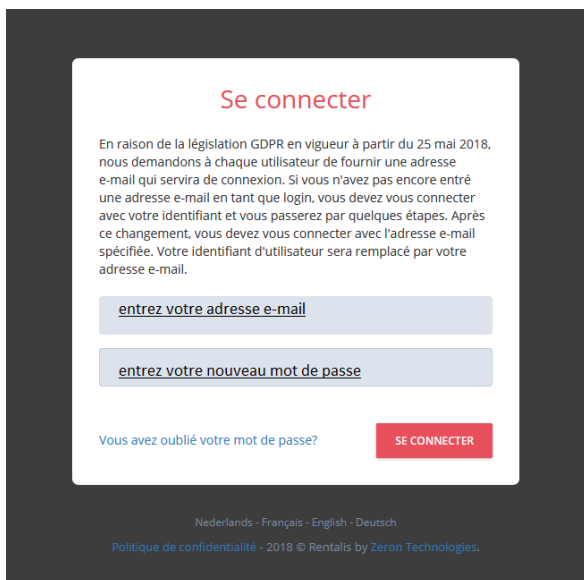 Se connecter
En raison de la législation GDPR en vigueur à partir du 25 mai 2018,
nous demandons à chaque utilisateur de fournir une adresse
e-mail qui servira de connexion. Si vous n'avez pas encore entré
une adresse e-mail en tant que login, vous devez vous connecter
avec votre identifiant et vous passerez par quelques étapes. Après
ce changement, vous devez vous connecter avec l'adresse e-mail
spécifiée. Votre identifiant d'utilisateur sera remplacé par votre
adresse e-mail.
entrez votre adresse e-mail
entrez votre nouveau mot de passe
Vous avez oublié votre mot de passe?
SE CONNECTER
Nederlands - Français - English - Deutsch
Politique de confidentialité - 2018 © Rentalis by Zeron Technologies.